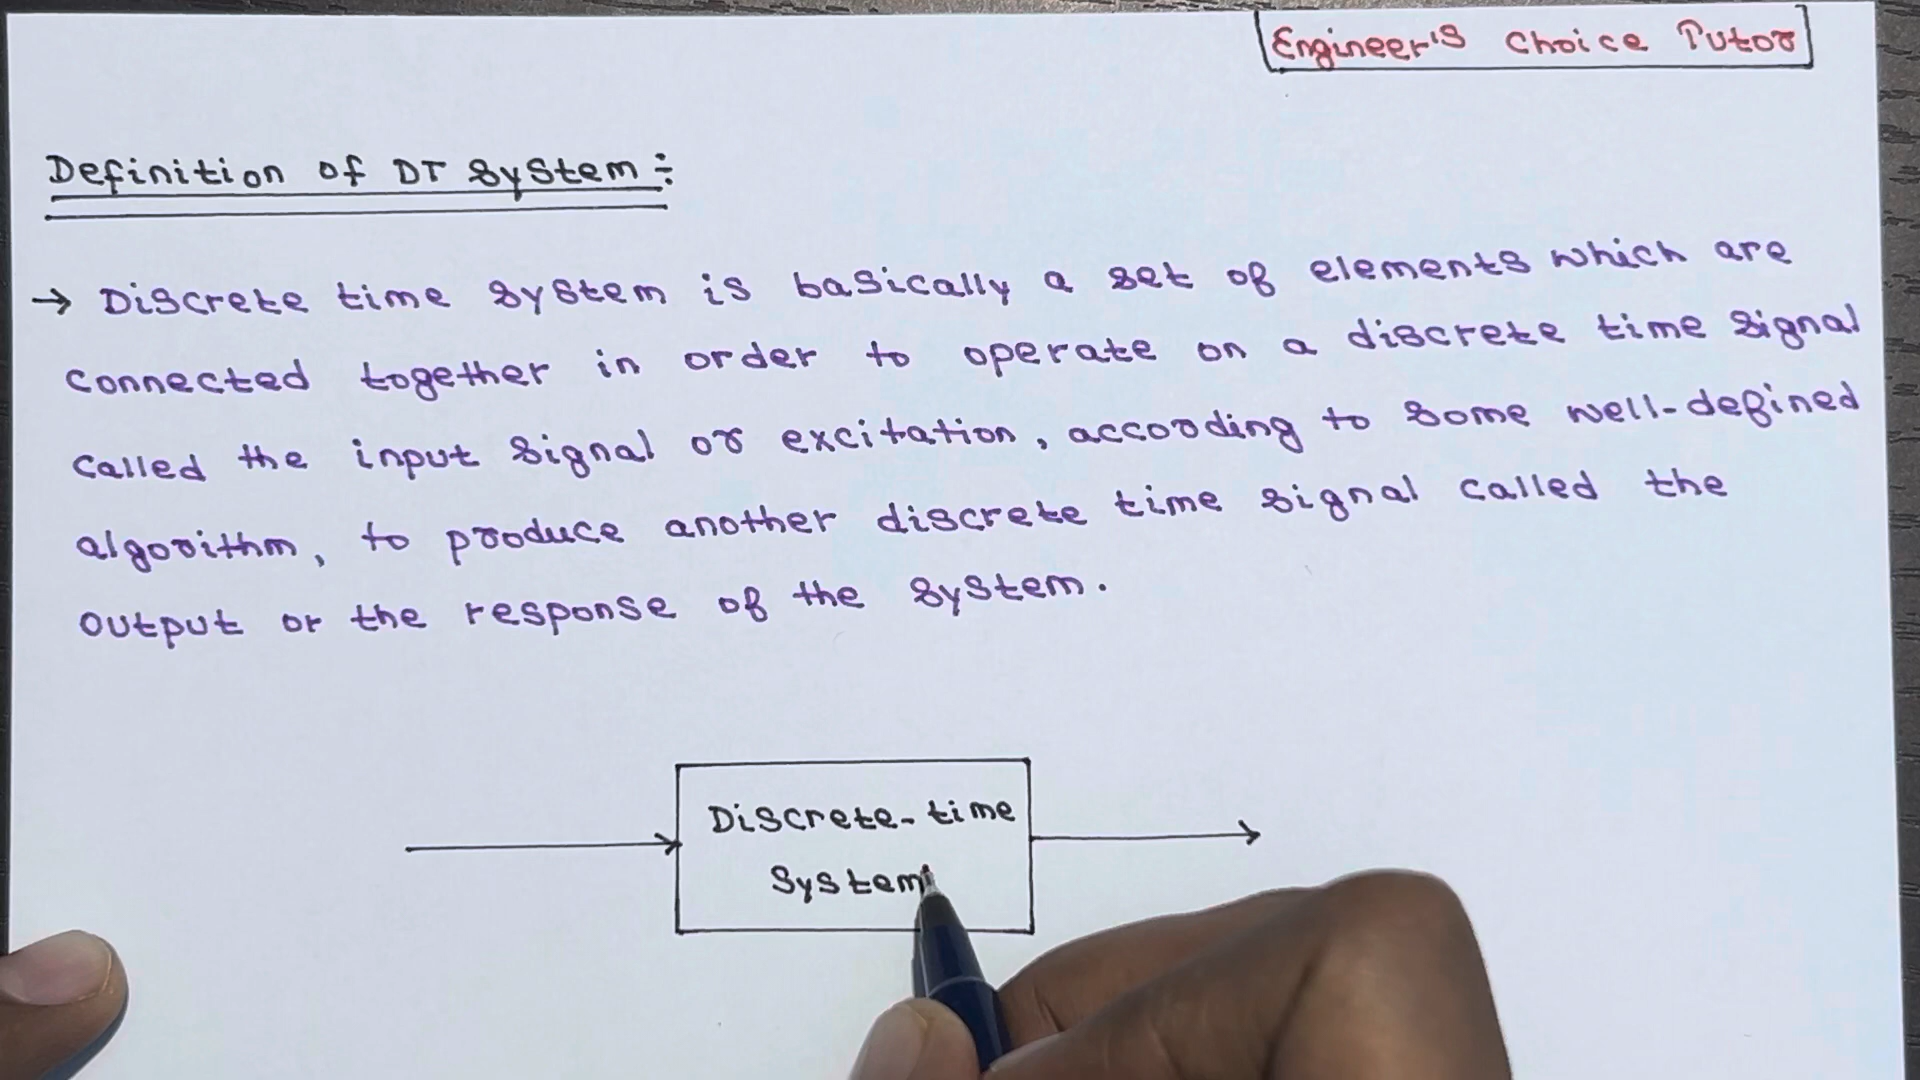 Engineer's Choice Tutor
Definition of DT System :
→ Discrete time system is basically a set of elements which are
connected together in order to operate on a discrete time signal
called the input signal or excitation, according to some well-defined
algorithm, to produce another discrete time signal called the
output or the response of the system.
Discrete-time
System